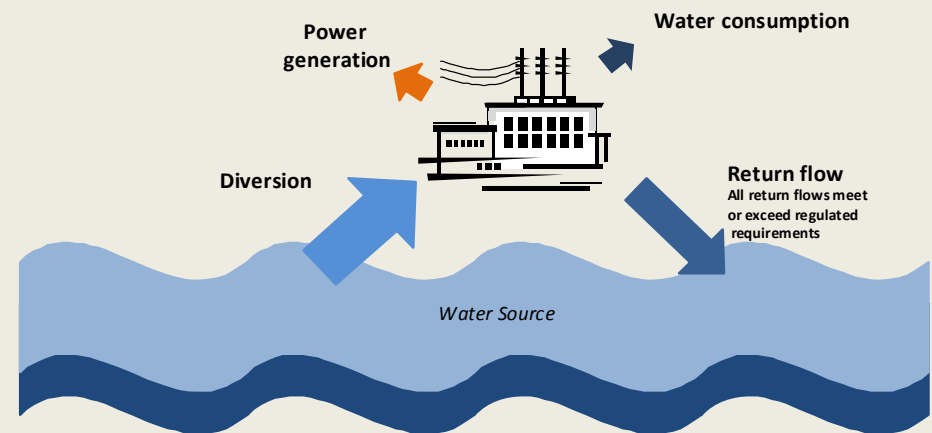 Water consumption
Power
generation
Diversion
Return flow
All return flows meet
or exceed regulated
requirements
Water Source